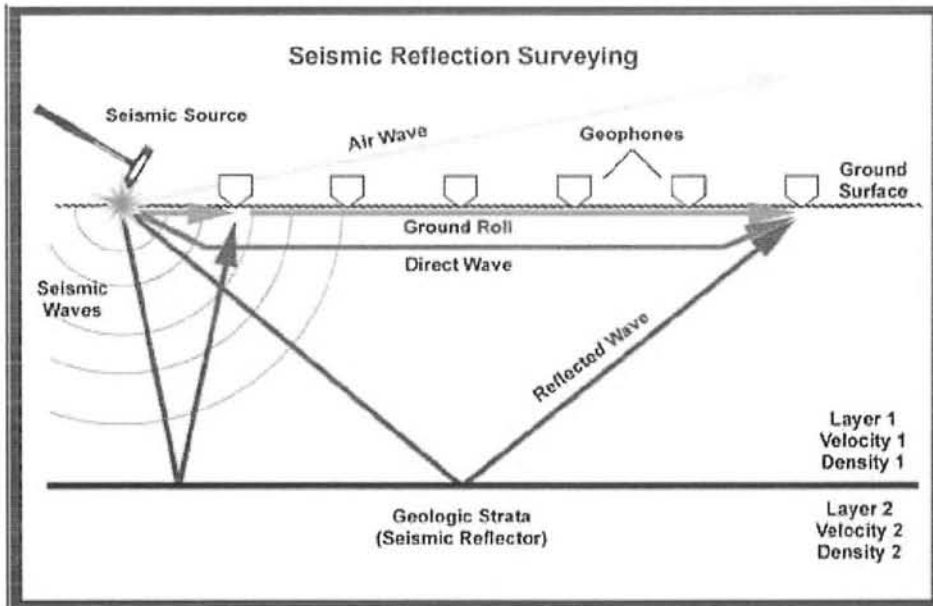 Seismic Reflection Surveying
Seismic Source
Air Wave
Geophones
Ground
Surface
Ground Roll
Direct Wave
Seismic
Waves
Reflected Wave
Layer 1
Velocity 1
Density 1
Geologic Strata
(Seismic Reflector)
Layer 2
Velocity 2
Density 2